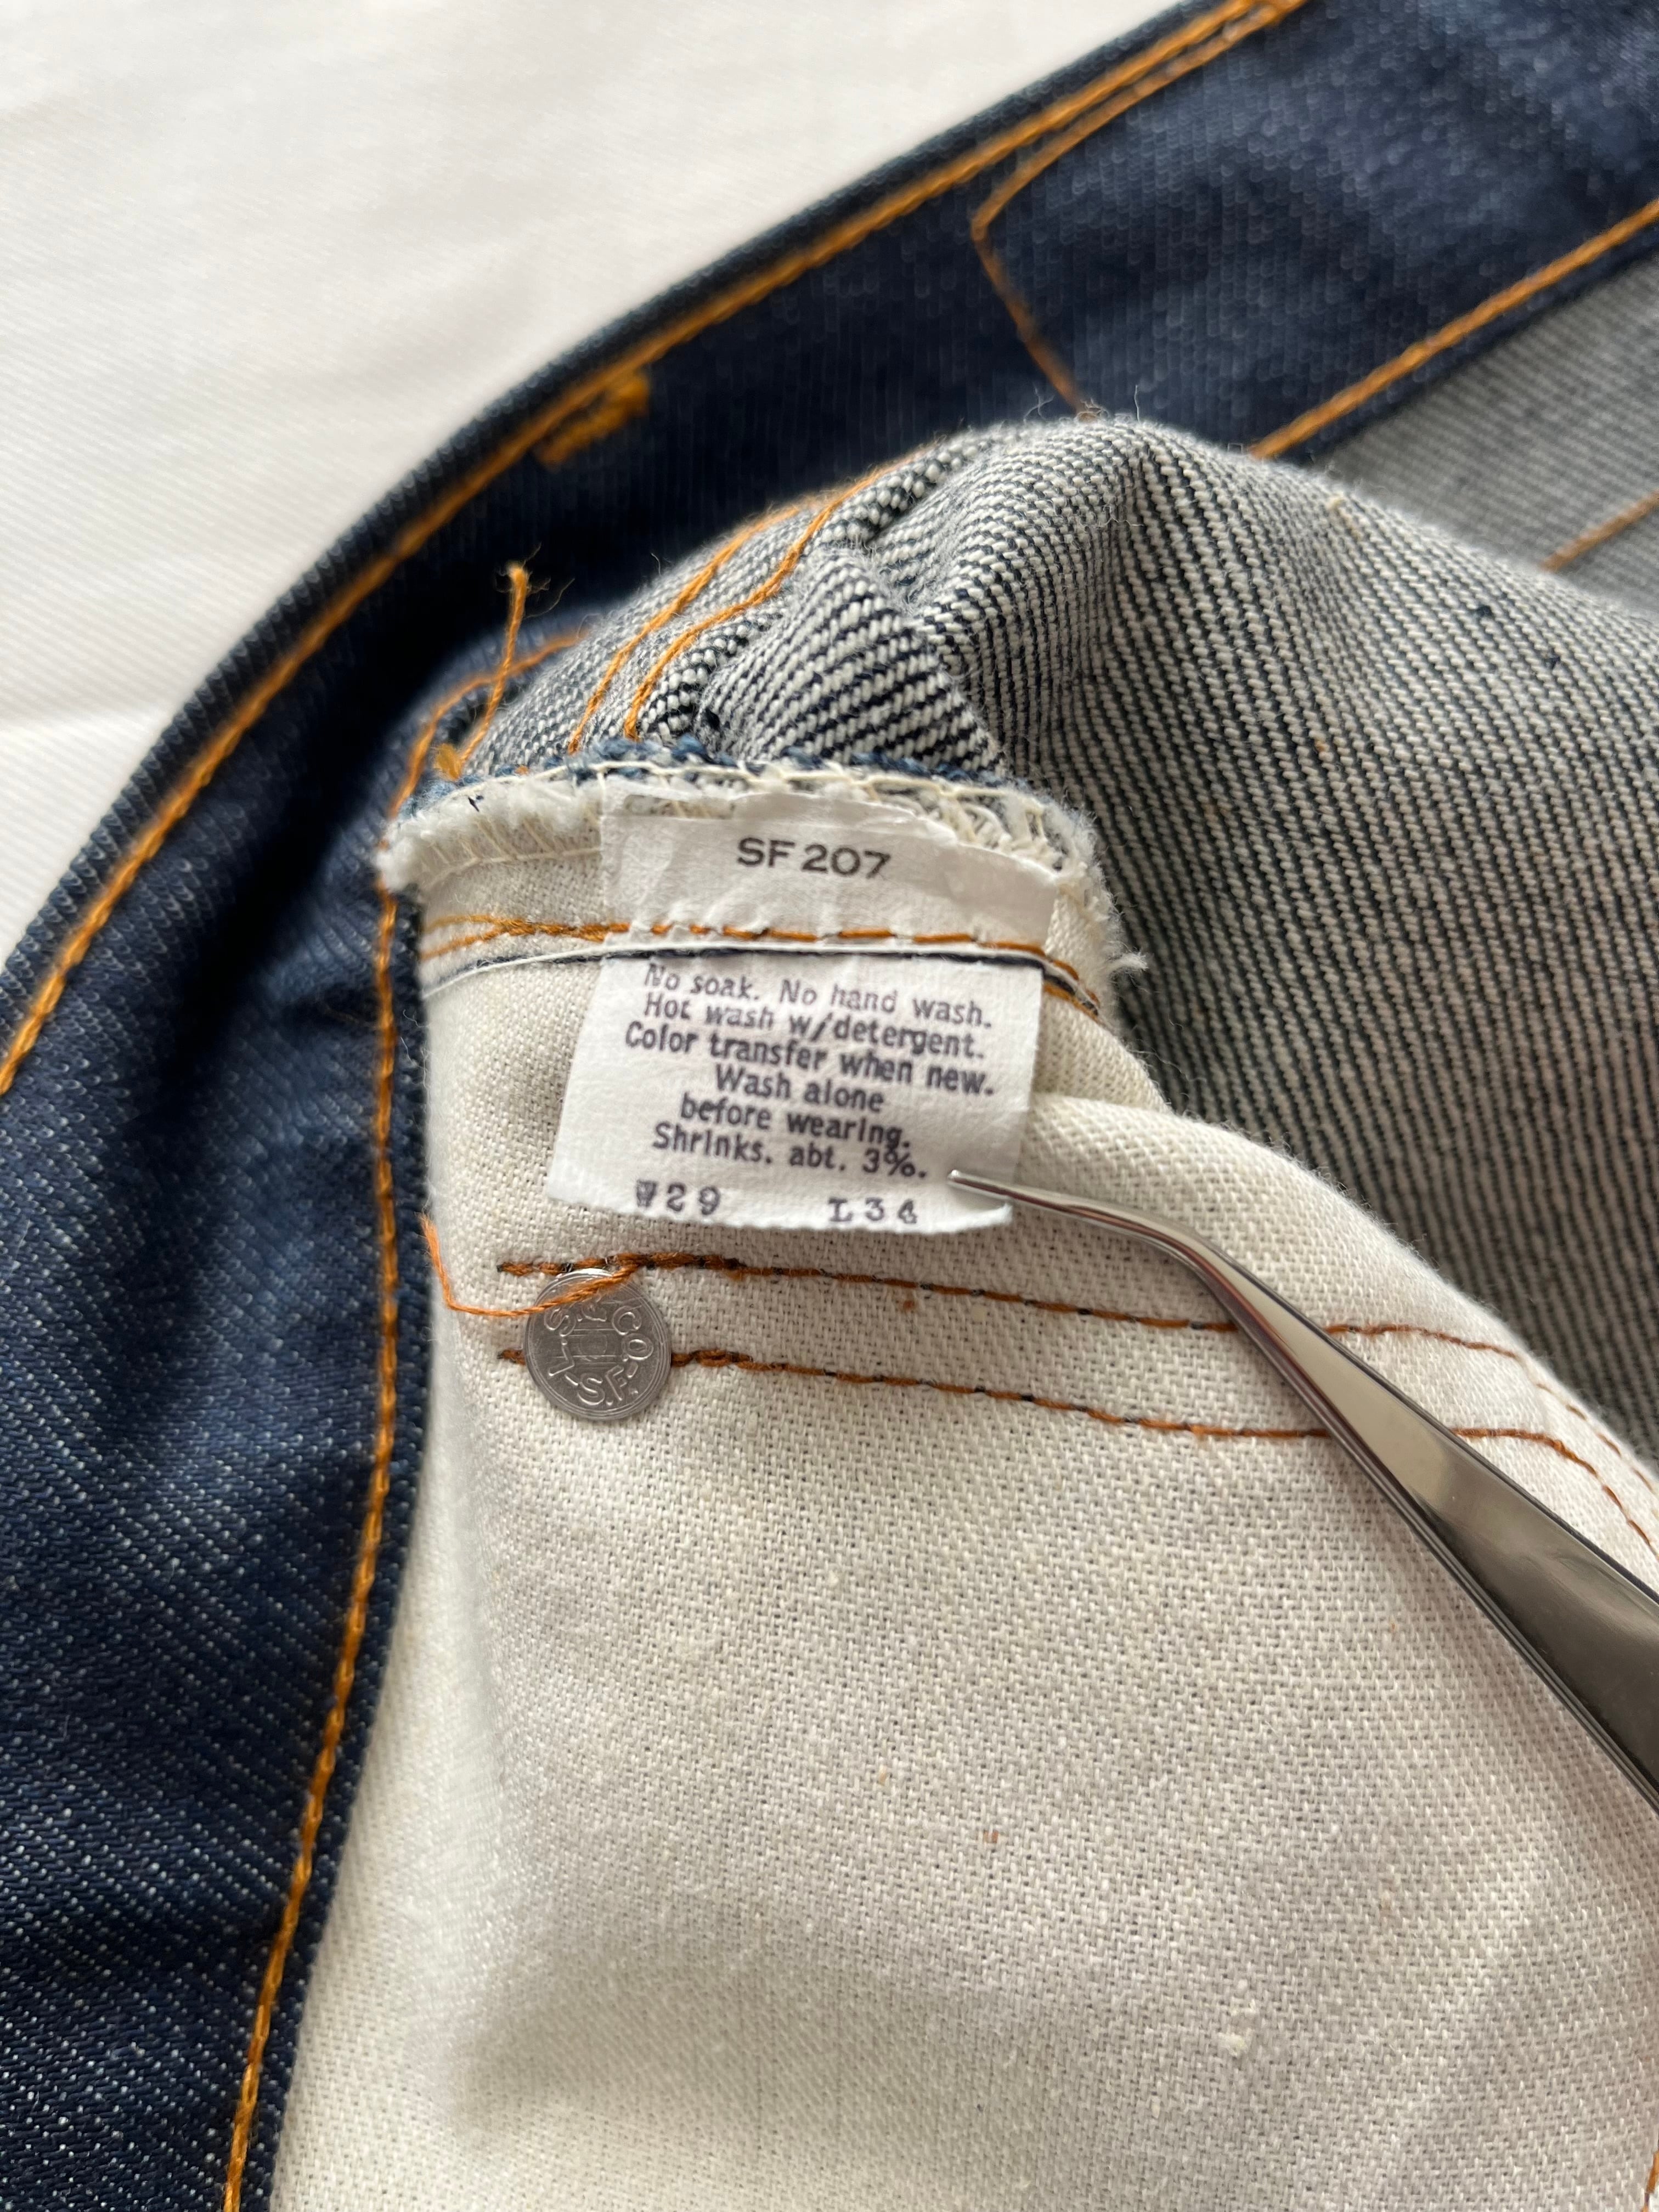 SF 207
No soak. No hand wash.
Hot wash w/detergent.
Color transfer when new.
Wash alone
before wearing.
Shrinks. abt. 3%.
W29 L34
L.S.&CO.-S.F.-